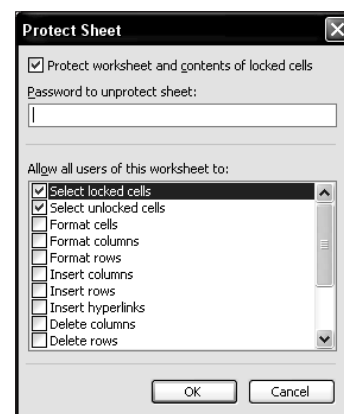 Protect Sheet
Protect worksheet and contents of locked cells
Password to unprotect sheet:
Allow all users of this worksheet to:
Select locked cells
Select unlocked cells
Format cells
Format columns
Format rows
Insert columns
Insert rows
Insert hyperlinks
Delete columns
Delete rows
OK Cancel